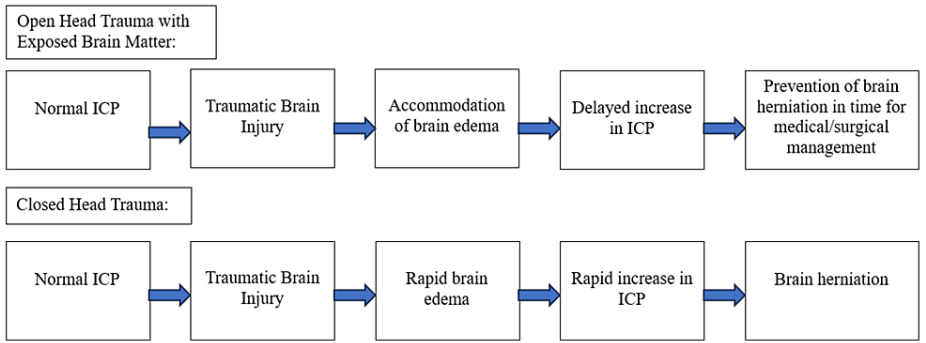 Open Head Trauma with
Exposed Brain Matter:
Normal ICP
Traumatic Brain
Injury
Accommodation
of brain edema
Delayed increase
in ICP
Prevention of brain
herniation in time for
medical/surgical
management
Closed Head Trauma:
Normal ICP
Traumatic Brain
Injury
Rapid brain
edema
Rapid increase in
ICP
Brain herniation